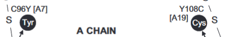 C96Y [A7] Y108C
S Tyr [A19] Cys S
\ A CHAIN \